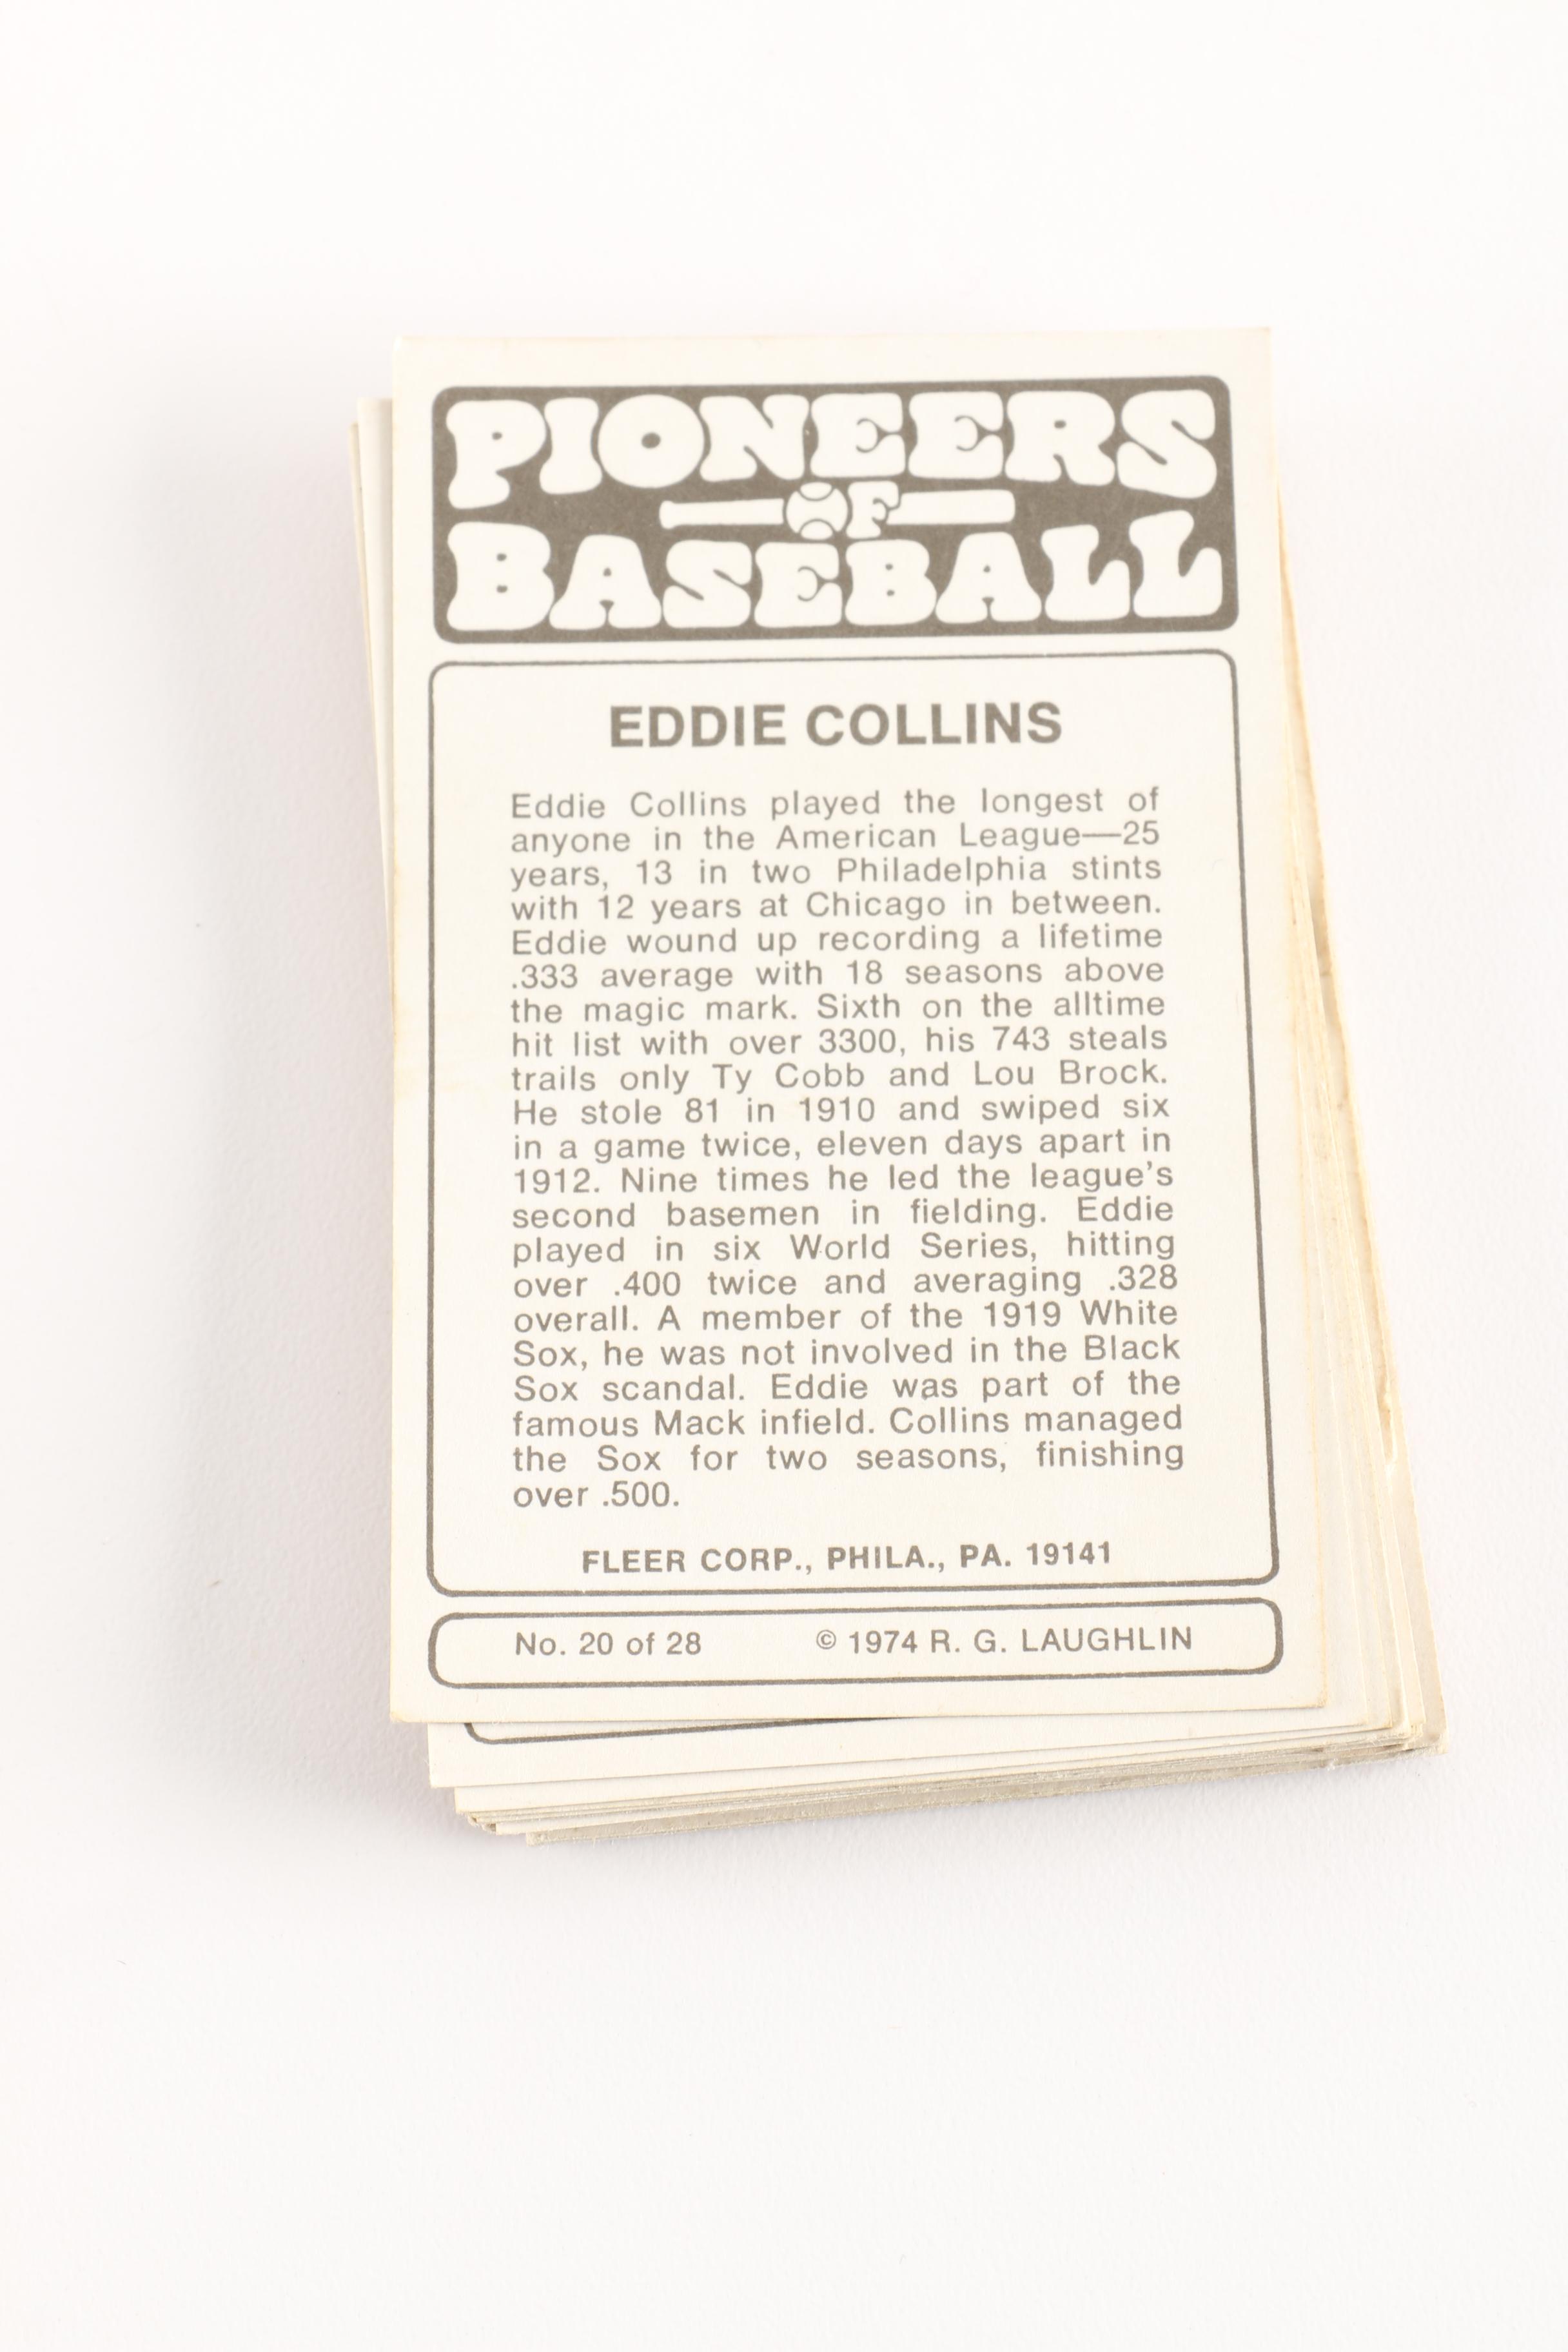 PIONEERS
OF
BASEBALL
EDDIE COLLINS
Eddie Collins played the longest of
anyone in the American League—25
years, 13 in two Philadelphia stints
with 12 years at Chicago in between.
Eddie wound up recording a lifetime
.333 average with 18 seasons above
the magic mark. Sixth on the alltime
hit list with over 3300, his 743 steals
trails only Ty Cobb and Lou Brock.
He stole 81 in 1910 and swiped six
in a game twice, eleven days apart in
1912. Nine times he led the league's
second basemen in fielding. Eddie
played in six World Series, hitting
over .400 twice and averaging .328
overall. A member of the 1919 White
Sox, he was not involved in the Black
Sox scandal. Eddie was part of the
famous Mack infield. Collins managed
the Sox for two seasons, finishing
over .500.
FLEER CORP., PHILA., PA. 19141
No. 20 of 28 © 1974 R. G. LAUGHLIN